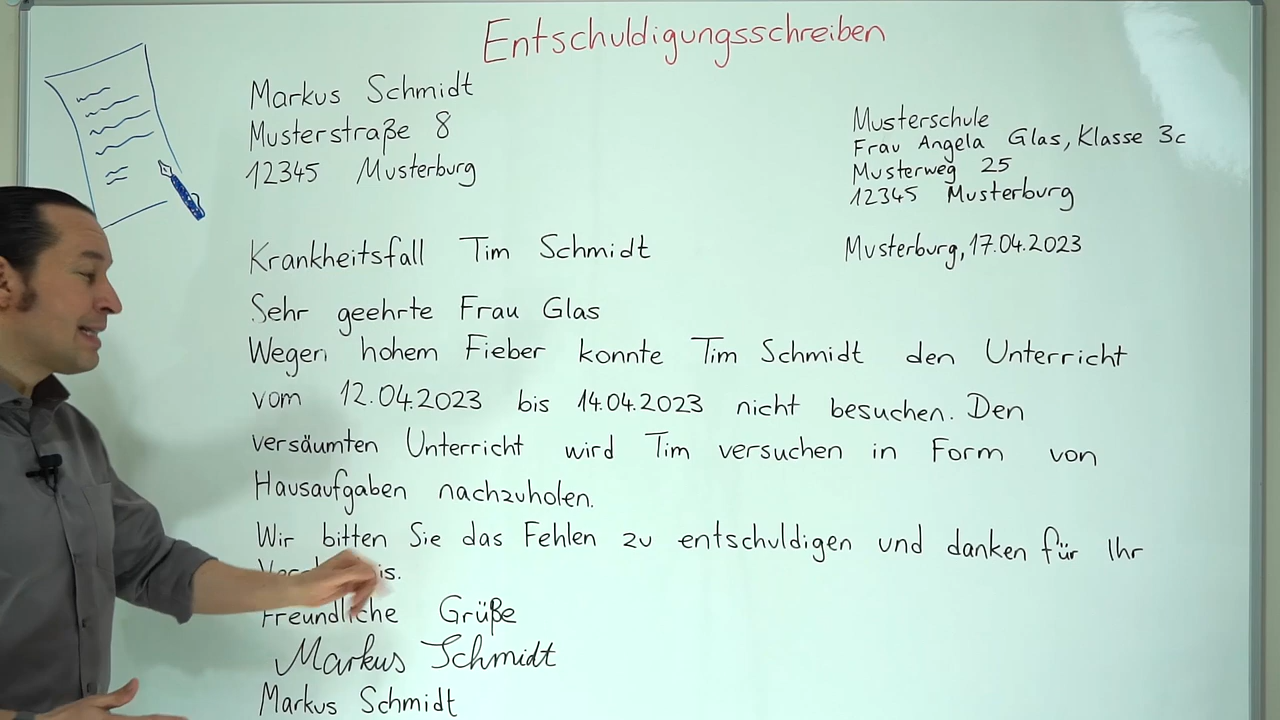 Entschuldigungsschreiben
Markus Schmidt
Musterstraße 8
12345 Musterburg
Musterschule
Frau Angela Glas, Klasse 3c
Musterweg 25
12345 Musterburg
Musterburg, 17.04.2023
Krankheitsfall Tim Schmidt
Sehr geehrte Frau Glas
Wegen hohem Fieber konnte Tim Schmidt den Unterricht
vom 12.04.2023 bis 14.04.2023 nicht besuchen. Den
versäumten Unterricht wird Tim versuchen in Form von
Hausaufgaben nachzuholen.
Wir bitten Sie das Fehlen zu entschuldigen und danken für Ihr
Freundliche Grüße
Markus Schmidt
Markus Schmidt